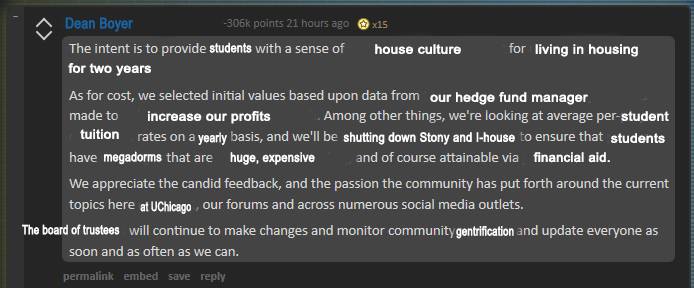 Dean Boyer -306k points 21 hours ago x15
The intent is to provide students with a sense of house culture for living in housing
for two years
As for cost, we selected initial values based upon data from our hedge fund manager
made to increase our profits . Among other things, we're looking at average per-student
tuition rates on a yearly basis, and we'll be shutting down Stony and I-house to ensure that students
have megadorms that are huge, expensive and of course attainable via financial aid.
We appreciate the candid feedback, and the passion the community has put forth around the current
topics here at UChicago , our forums and across numerous social media outlets.
The board of trustees will continue to make changes and monitor community gentrification and update everyone as
soon and as often as we can.
permalink embed save reply